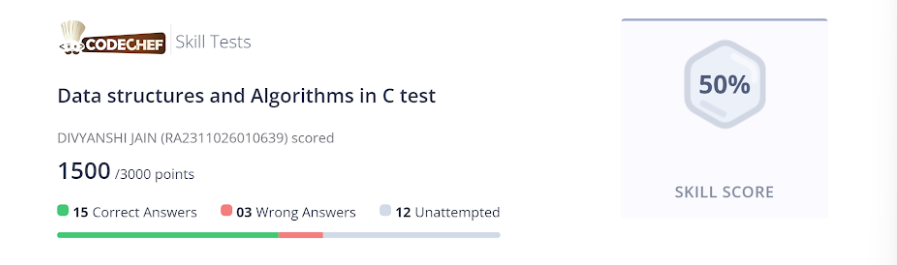 CODECHEF Skill Tests
Data structures and Algorithms in C test
DIVYANSHI JAIN (RA2311026010639) scored
1500 /3000 points
15 Correct Answers 03 Wrong Answers 12 Unattempted
50%
SKILL SCORE